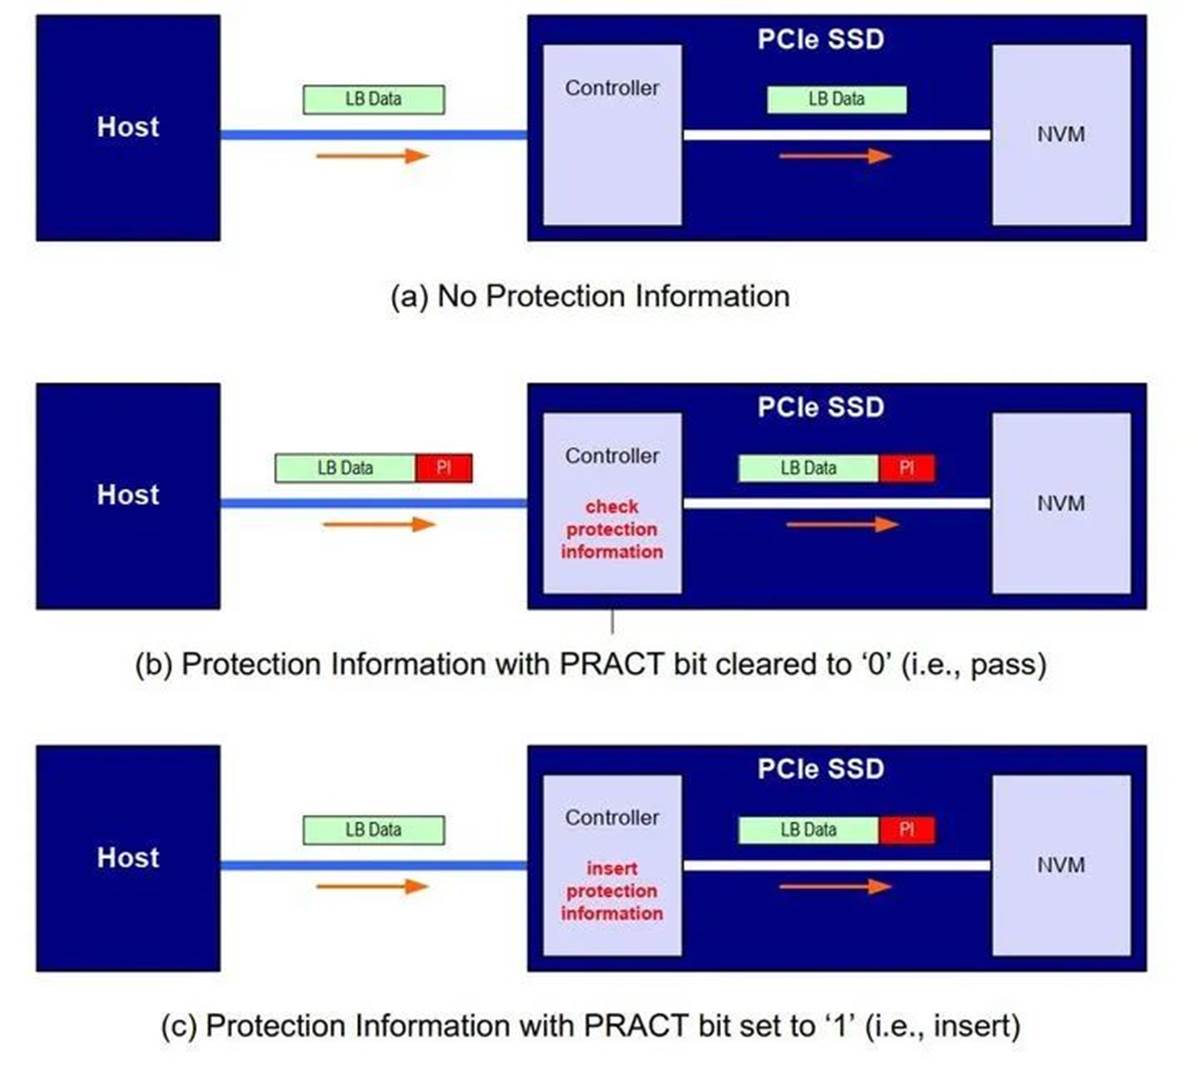 PCIe SSD
Host
LB Data
Controller
LB Data
NVM
(a) No Protection Information
PCIe SSD
Host
LB Data PI
Controller
check
protection
information
LB Data PI
NVM
(b) Protection Information with PRACT bit cleared to ‘0’ (i.e., pass)
PCIe SSD
Host
LB Data
Controller
insert
protection
information
LB Data PI
NVM
(c) Protection Information with PRACT bit set to ‘1’ (i.e., insert)